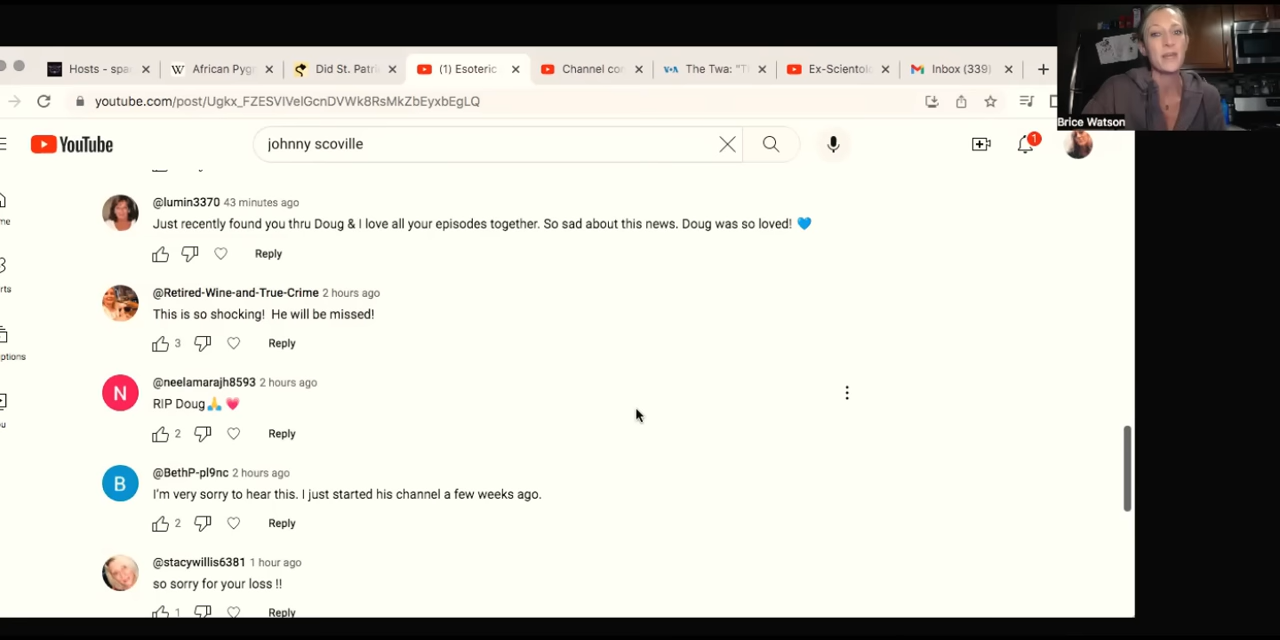 Hosts - spa
African Pyg
Did St. Patri
(1) Esoteric
Channel co
VOA The Twa: "T
Ex-Scientol
Inbox (339)
youtube.com/post/Ugkx_FZESVIVelGcnDVWk8RsMkZbEyxbEgLQ
Brice Watson
YouTube
johnny scoville
1
@lumin3370 43 minutes ago
Just recently found you thru Doug & I love all your episodes together. So sad about this news. Doug was so loved! 💙
Reply
@Retired-Wine-and-True-Crime 2 hours ago
This is so shocking! He will be missed!
3 Reply
@neelamarajh8593 2 hours ago
N
RIP Doug🙏 💗
2 Reply
@BethP-pl9nc 2 hours ago
B
I'm very sorry to hear this. I just started his channel a few weeks ago.
2 Reply
@stacywillis6381 1 hour ago
so sorry for your loss !!
1 Reply
me
rts
ptions
u